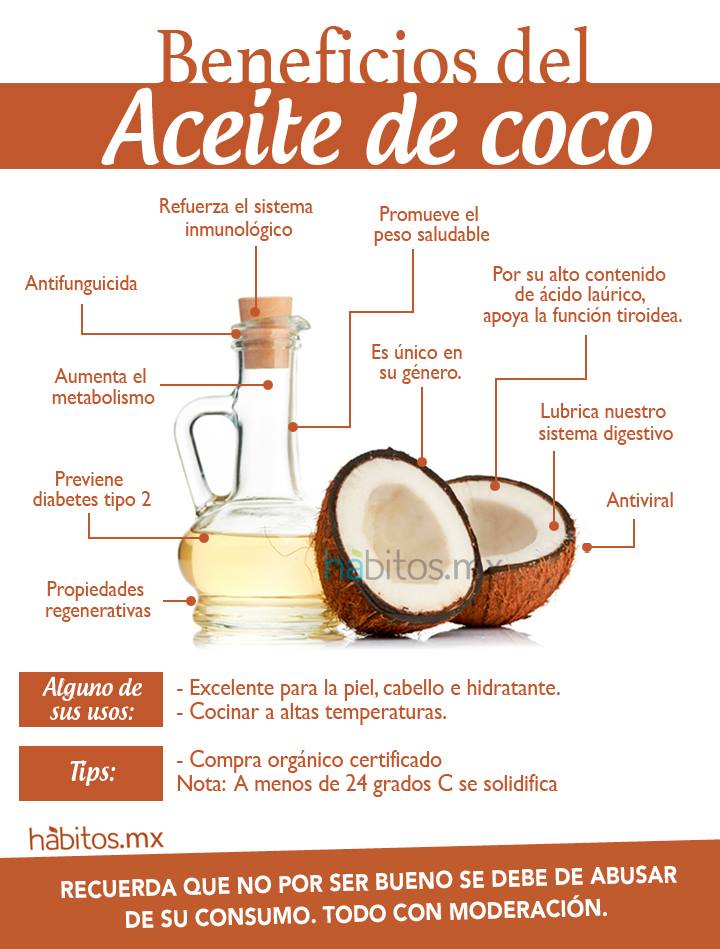 Beneficios del
Aceite de coco
Refuerza el sistema
inmunológico
Promueve el
peso saludable
Antifunguicida
Por su alto contenido
de ácido laúrico,
apoya la función tiroidea.
Es único en
su género.
Aumenta el
metabolismo
Lubrica nuestro
sistema digestivo
Previene
diabetes tipo 2
Antiviral
hàbitos.mx
Propiedades
regenerativas
Alguno de
sus usos:
- Excelente para la piel, cabello e hidratante.
- Cocinar a altas temperaturas.
Tips:
- Compra orgánico certificado
Nota: A menos de 24 grados C se solidifica
hàbitos.mx
RECUERDA QUE NO POR SER BUENO SE DEBE DE ABUSAR
DE SU CONSUMO. TODO CON MODERACIÓN.